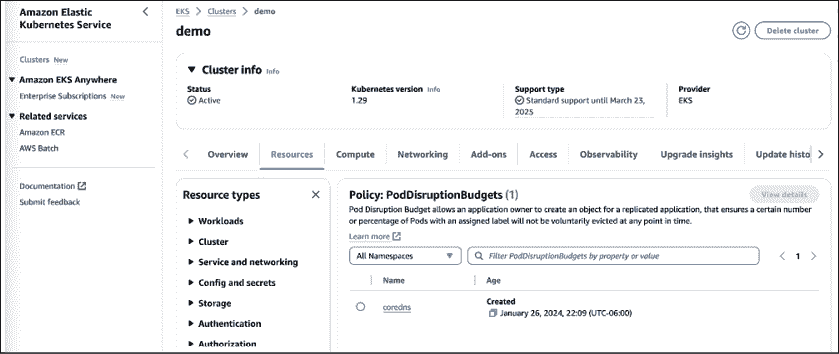 Amazon Elastic
Kubernetes Service
Clusters New
Amazon EKS Anywhere
Enterprise Subscriptions New
Related services
Amazon ECR
AWS Batch
Documentation
Submit feedback
EKS > Clusters > demo
demo
Delete cluster
Cluster info Info
Status
Active
Kubernetes version Info
1.29
Support type
Standard support until March 23,
2025
Provider
EKS
Overview Resources Compute Networking Add-ons Access Observability Upgrade insights Update histo
Resource types
Workloads
Cluster
Service and networking
Config and secrets
Storage
Authentication
Authorization
Policy: PodDisruptionBudgets (1)
View details
Pod Disruption Budget allows an application owner to create an object for a replicated application, that ensures a certain number
or percentage of Pods with an assigned label will not be voluntarily evicted at any point in time.
Learn more
All Namespaces
Filter PodDisruptionBudgets by property or value
1
Name Age
coredns
Created
January 26, 2024, 22:09 (UTC-06:00)